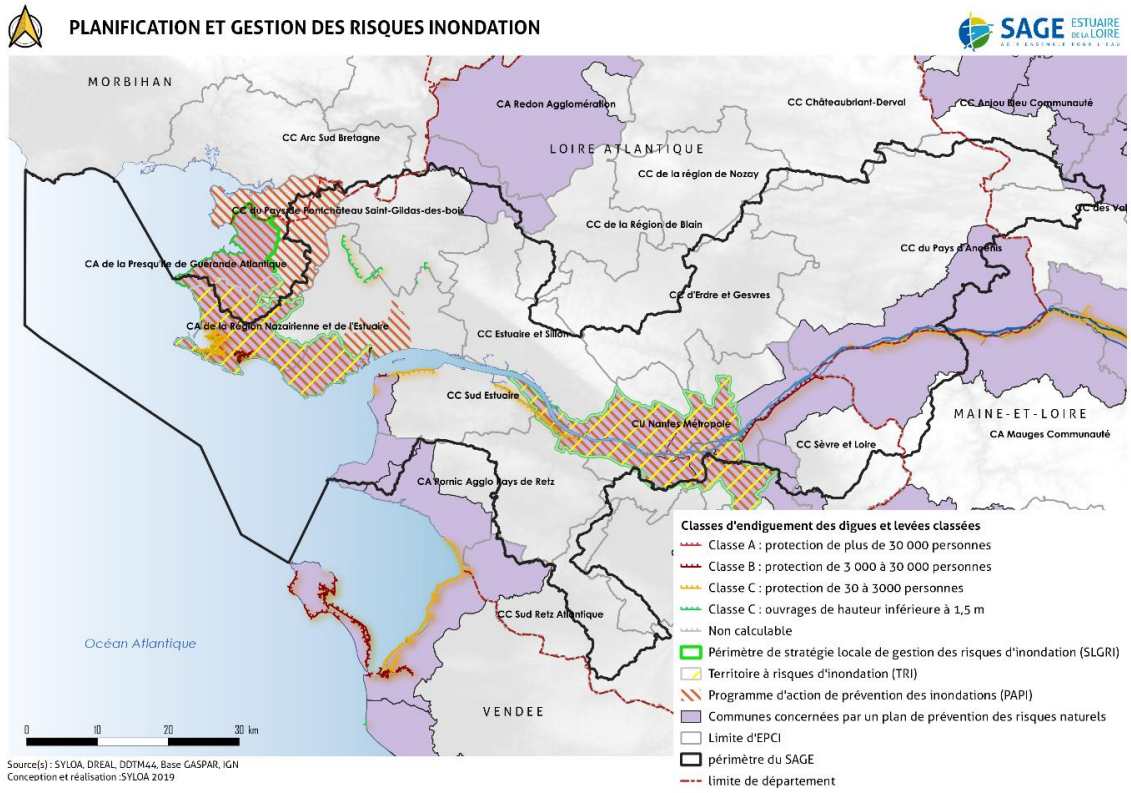 PLANIFICATION ET GESTION DES RISQUES INONDATION
SAGE ESTUAIRE DE LA LOIRE
MORBIHAN
CA Redon Agglomération
CC Châteaubriant-Derval
CC Anjou Bleu Communauté
CC Arc Sud Bretagne
LOIRE ATLANTIQUE
CC de la région de Nozay
CC du Pays de Pontchâteau Saint-Gildas-des-bois
CC des Val
CC de la Région de Blain
CC du Pays d'Ancenis
CA de la Presqu'île de Guérande Atlantique
CC d'Erdre et Gesvres
CA de la Région Nazairienne et de l'Estuaire
CC Estuaire et Sillon
CC Sud Estuaire
MAINE-ET-LOIRE
CU Nantes Métropole
CA Mauges Communauté
CC Sèvre et Loire
CA Pornic Agglo Pays de Retz
CC Sud Retz Atlantique
Océan Atlantique
VENDEE
Classes d'endiguement des digues et levées classées
Classe A : protection de plus de 30 000 personnes
Classe B : protection de 3 000 à 30 000 personnes
Classe C : protection de 30 à 3000 personnes
Classe C : ouvrages de hauteur inférieure à 1,5 m
Non calculable
Périmètre de stratégie locale de gestion des risques d'inondation (SLGRI)
Territoire à risques d'inondation (TRI)
Programme d'action de prévention des inondations (PAPI)
Communes concernées par un plan de prévention des risques naturels
Limite d'EPCI
périmètre du SAGE
limite de département
0 10 20 30 km
Source(s) : SYLOA, DREAL, DDTM44, Base GASPAR, IGN
Conception et réalisation :SYLOA 2019